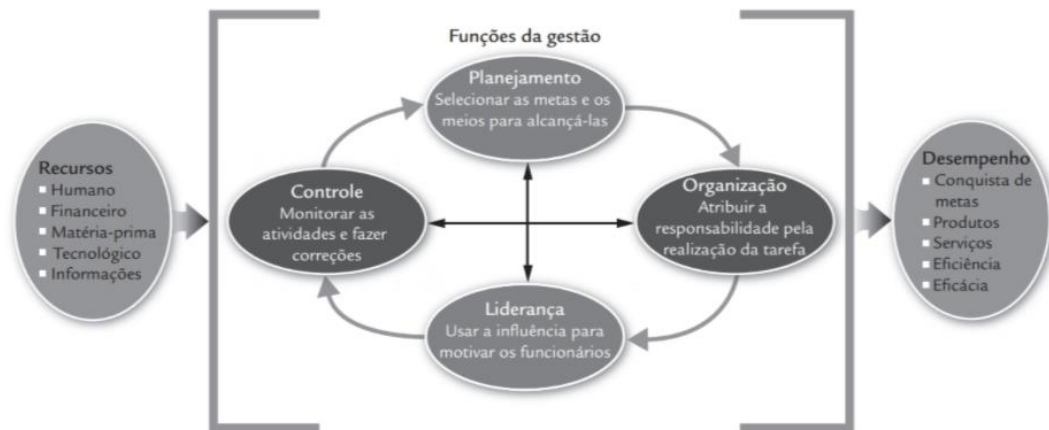 Funções da gestão
Planejamento
Selecionar as metas e os
meios para alcançá-las
Recursos
Humano
Financeiro
Matéria-prima
Tecnológico
Informações
Controle
Monitorar as
atividades e fazer
correções
Organização
Atribuir a
responsabilidade pela
realização da tarefa
Liderança
Usar a influência para
motivar os funcionários
Desempenho
Conquista de
metas
Produtos
Serviços
Eficiência
Eficácia